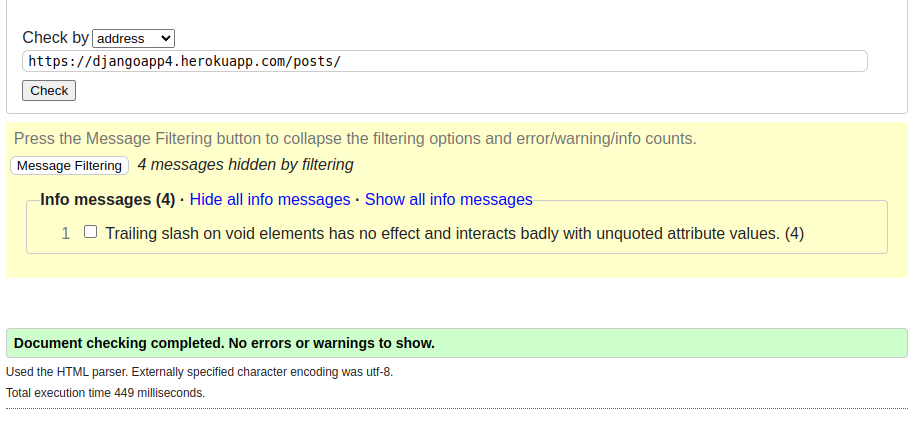 Check by address
https://djangoapp4.herokuapp.com/posts/
Check
Press the Message Filtering button to collapse the filtering options and error/warning/info counts.
Message Filtering 4 messages hidden by filtering
Info messages (4) · Hide all info messages · Show all info messages
1 Trailing slash on void elements has no effect and interacts badly with unquoted attribute values. (4)
Document checking completed. No errors or warnings to show.
Used the HTML parser. Externally specified character encoding was utf-8.
Total execution time 449 milliseconds.